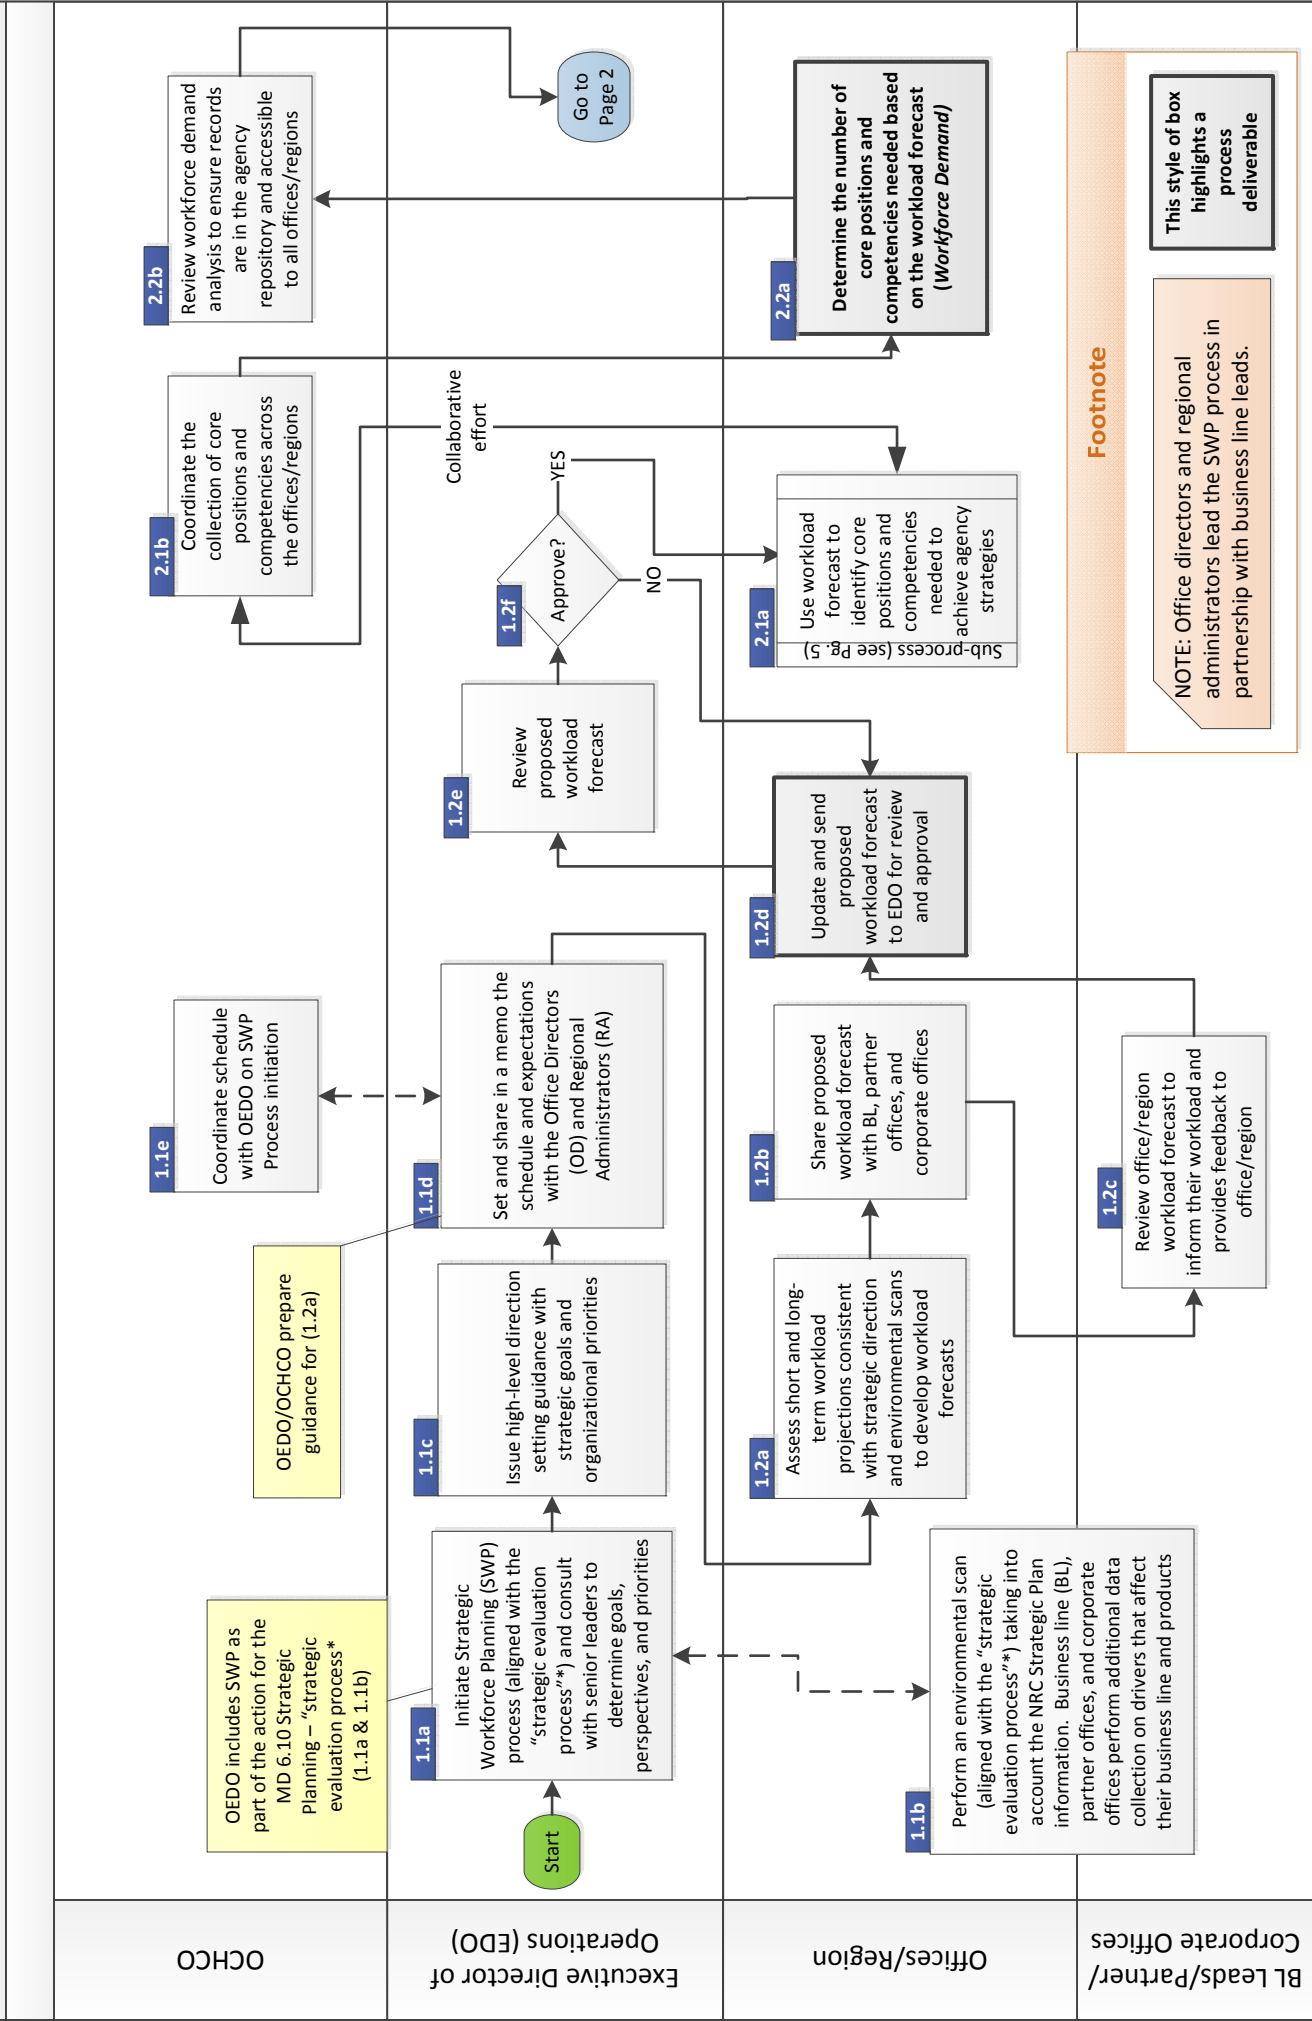 OCHCO
Executive Director of
Operations (EDO)
Offices/Region
BL Leads/Partner/
Corporate Offices
OEDO includes SWP as
part of the action for the
MD 6.10 Strategic
Planning – “strategic
evaluation process*
(1.1a & 1.1b)
OEDO/OCHCO prepare
guidance for (1.2a)
1.1e
Coordinate schedule
with OEDO on SWP
Process initiation
2.1b
Coordinate the
collection of core
positions and
competencies across
the offices/regions
2.2b
Review workforce demand
analysis to ensure records
are in the agency
repository and accessible
to all offices/regions
Start
1.1a
Initiate Strategic
Workforce Planning (SWP)
process (aligned with the
“strategic evaluation
process”*) and consult
with senior leaders to
determine goals,
perspectives, and priorities
1.1c
Issue high-level direction
setting guidance with
strategic goals and
organizational priorities
1.1d
Set and share in a memo the
schedule and expectations
with the Office Directors
(OD) and Regional
Administrators (RA)
1.2e
Review
proposed
workload
forecast
1.2f
Approve?
YES
NO
Collaborative
effort
Go to
Page 2
1.1b
Perform an environmental scan
(aligned with the “strategic
evaluation process”*) taking into
account the NRC Strategic Plan
information.  Business line (BL),
partner offices, and corporate
offices perform additional data
collection on drivers that affect
their business line and products
1.2a
Assess short and long-
term workload
projections consistent
with strategic direction
and environmental scans
to develop workload
forecasts
1.2b
Share proposed
workload forecast
with BL, partner
offices, and
corporate offices
1.2d
Update and send
proposed
workload forecast
to EDO for review
and approval
2.1a
Sub-process (see Pg. 5)
Use workload
forecast to
identify core
positions and
competencies
needed to
achieve agency
strategies
2.2a
Determine the number of
core positions and
competencies needed based
on the workload forecast
(Workforce Demand)
1.2c
Review office/region
workload forecast to
inform their workload and
provides feedback to
office/region
Footnote
NOTE: Office directors and regional
administrators lead the SWP process in
partnership with business line leads.
This style of box
highlights a
process
deliverable